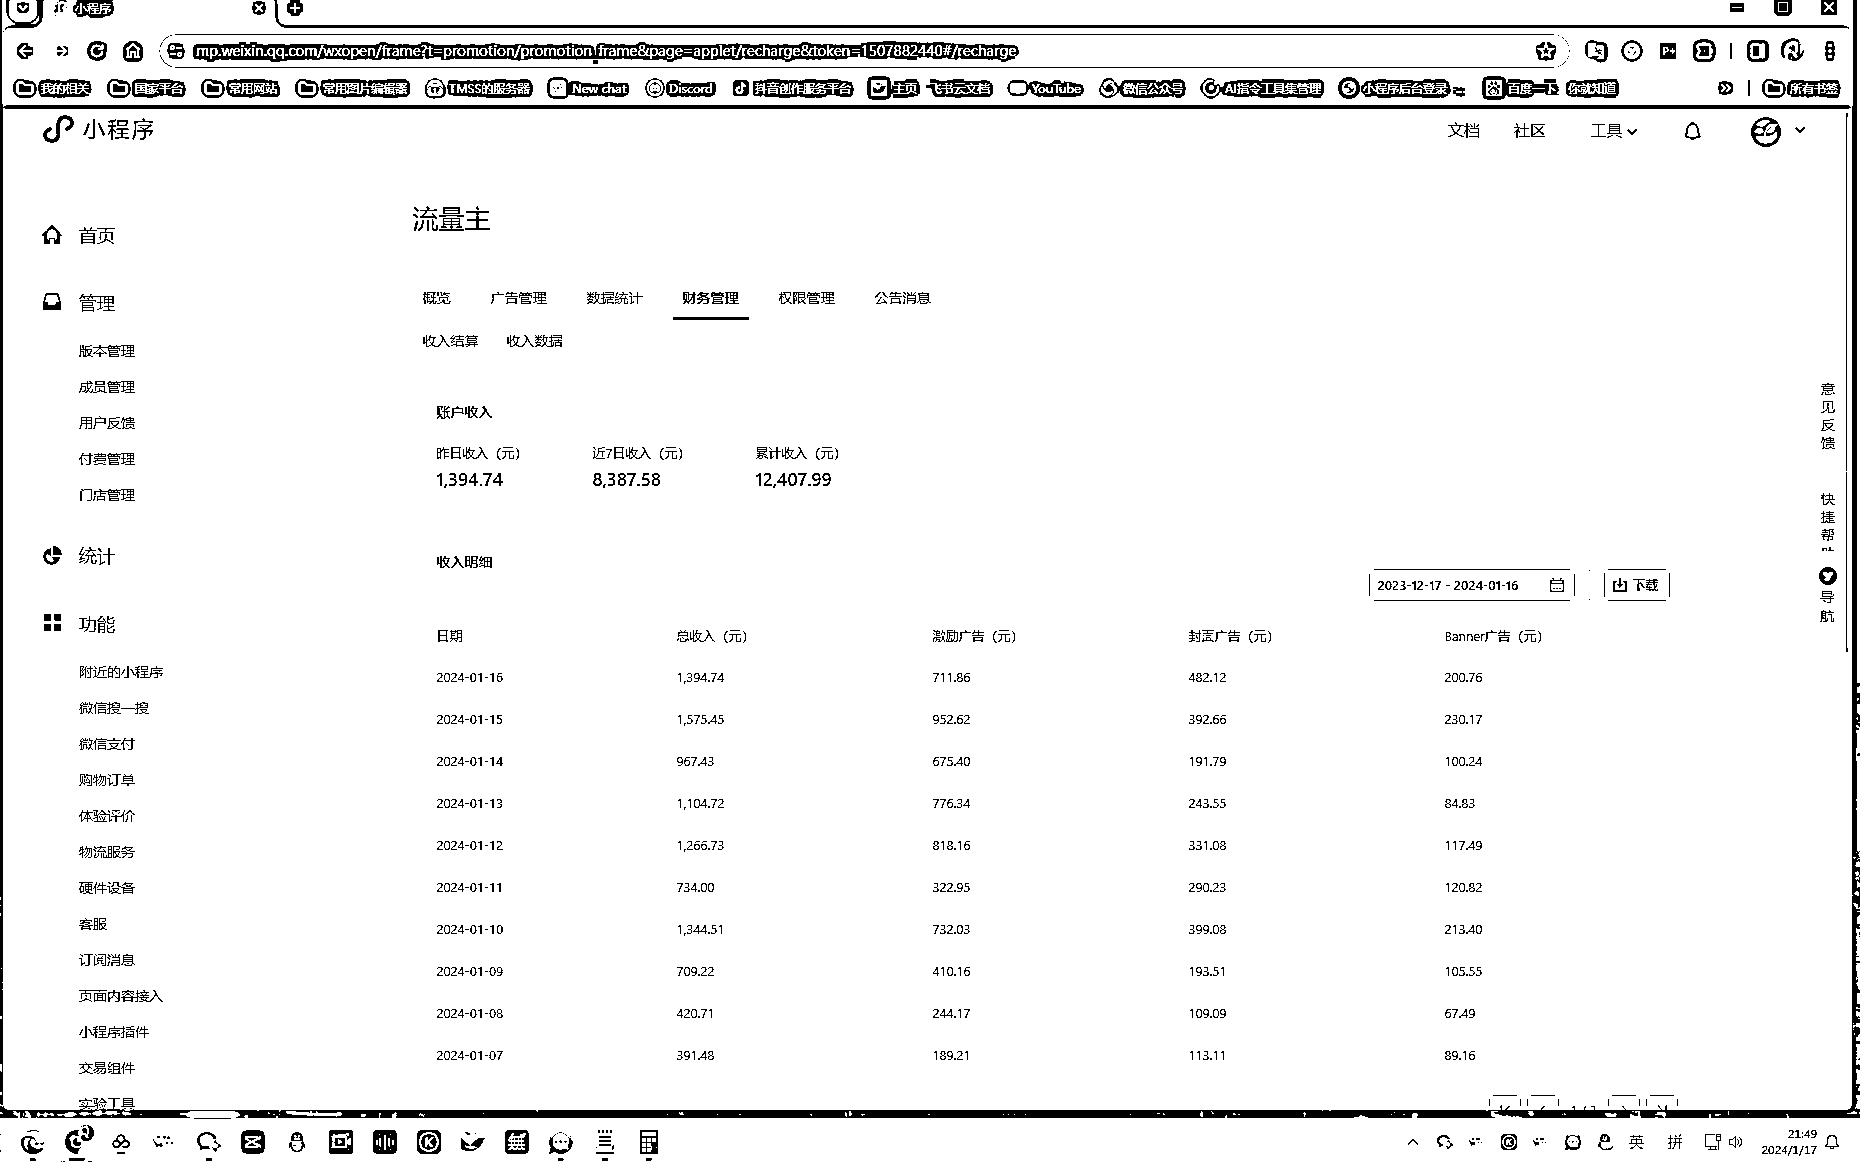 小程序
mp.weixin.qq.com/wxopen/frame?t=promotion/promotion_frame&page=applet/recharge&token=1507882440#/recharge
我的相关 国家平台 常用网站 常用图片编辑器 TMSS的服务器 New chat Discord 抖音创作服务平台 主页 飞书云文档 YouTube 微信公众号 AI指令工具集管理 小程序后台登录 百度一下 你就知道 所有书签
小程序 文档 社区 工具
流量主
首页
管理
版本管理
成员管理
用户反馈
付费管理
门店管理
统计
功能
附近的小程序
微信搜一搜
微信支付
购物订单
体验评价
物流服务
硬件设备
客服
订阅消息
页面内容接入
小程序插件
交易组件
实验工具
概览 广告管理 数据统计 财务管理 权限管理 公告消息
收入结算 收入数据
账户收入
昨日收入（元） 近7日收入（元） 累计收入（元）
1,394.74 8,387.58 12,407.99
收入明细
2023-12-17 - 2024-01-16 下载
日期 总收入（元） 激励广告（元） 封面广告（元） Banner广告（元）
2024-01-16 1,394.74 711.86 482.12 200.76
2024-01-15 1,575.45 952.62 392.66 230.17
2024-01-14 967.43 675.40 191.79 100.24
2024-01-13 1,104.72 776.34 243.55 84.83
2024-01-12 1,266.73 818.16 331.08 117.49
2024-01-11 734.00 322.95 290.23 120.82
2024-01-10 1,344.51 732.03 399.08 213.40
2024-01-09 709.22 410.16 193.51 105.55
2024-01-08 420.71 244.17 109.09 67.49
2024-01-07 391.48 189.21 113.11 89.16
意见反馈
快捷帮
导航
英 拼 21:49
2024/1/17